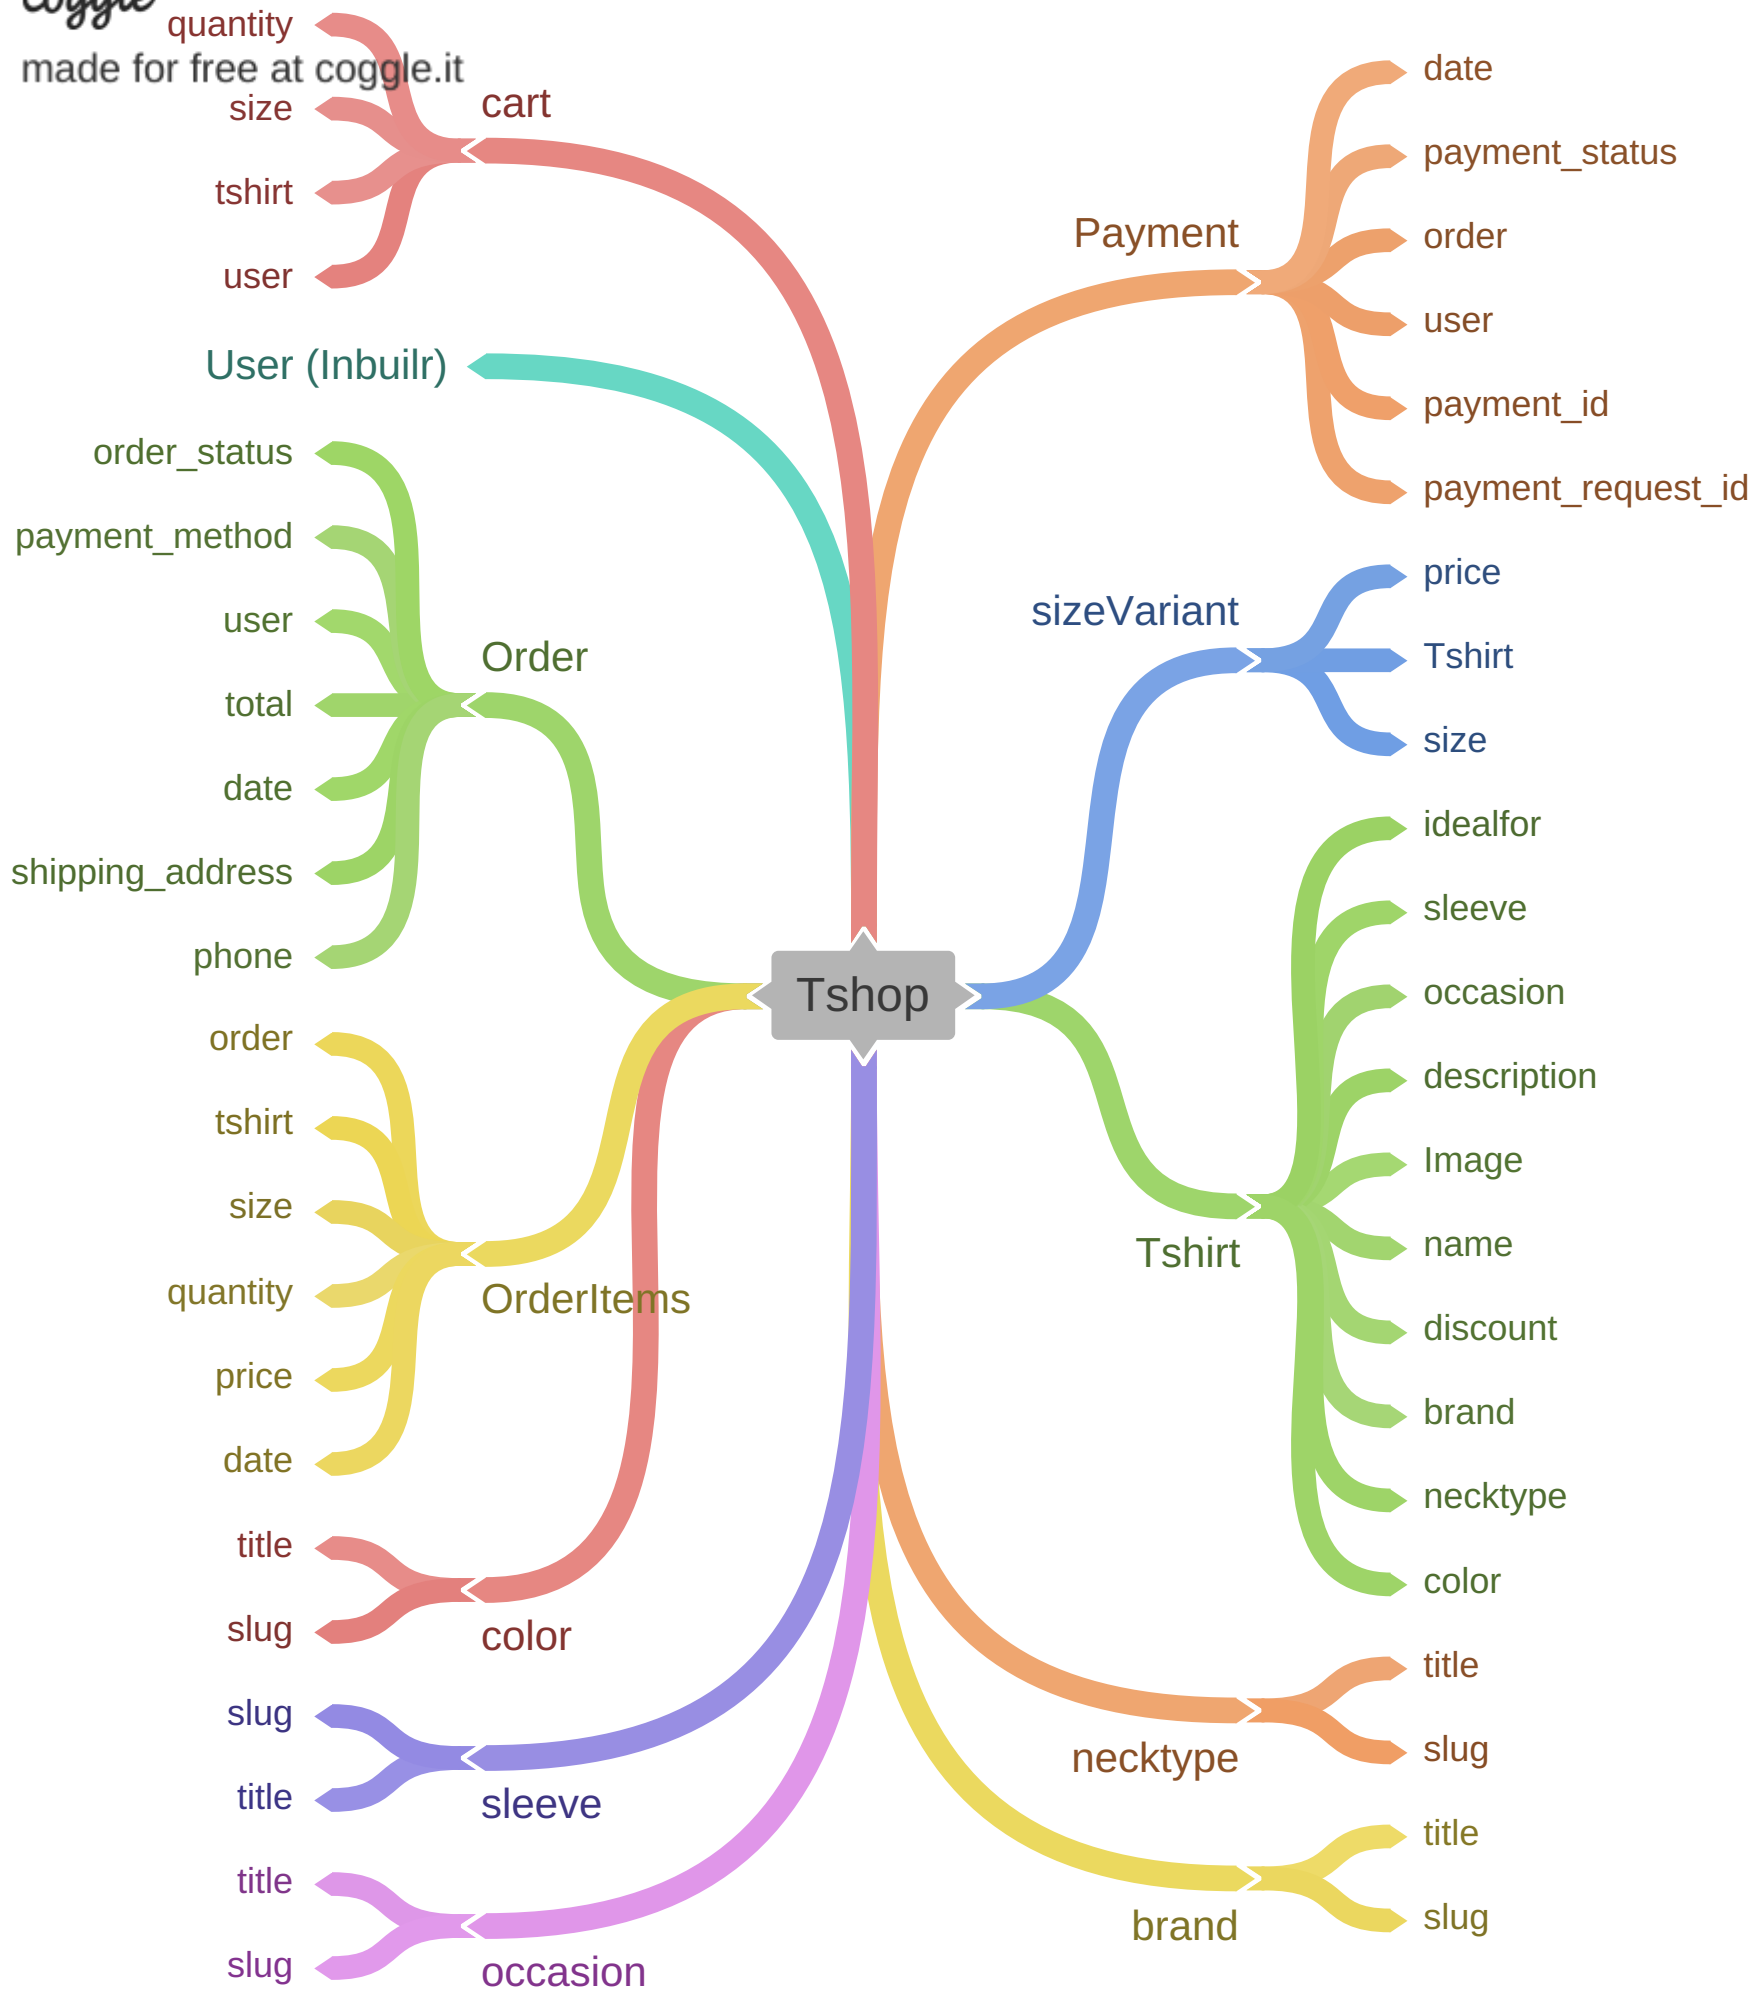 coggle
made for free at coggle.it
quantity
size
tshirt
user
cart
User (Inbuilr)
order_status
payment_method
user
total
date
shipping_address
phone
Order
order
tshirt
size
quantity
price
date
OrderItems
title
slug
color
slug
title
sleeve
title
slug
occasion
Tshop
Payment
date
payment_status
order
user
payment_id
payment_request_id
sizeVariant
price
Tshirt
size
Tshirt
idealfor
sleeve
occasion
description
Image
name
discount
brand
necktype
color
necktype
title
slug
brand
title
slug